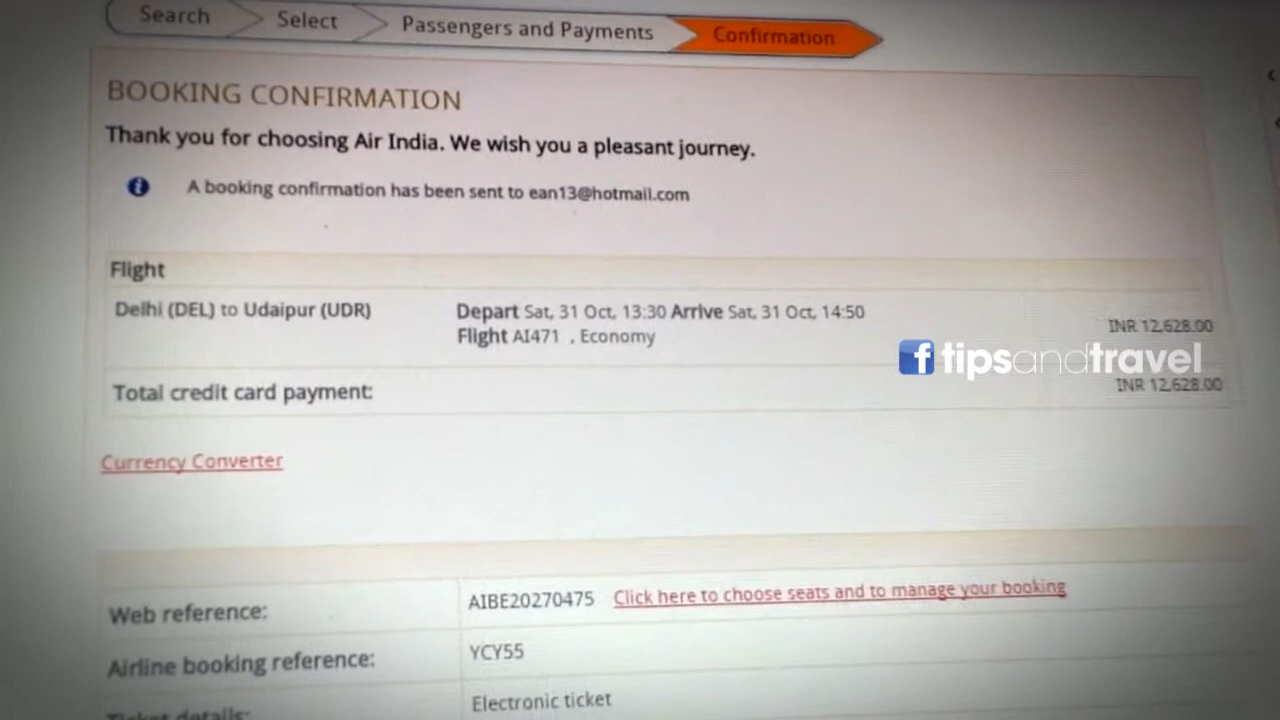 Search Select Passengers and Payments Confirmation
BOOKING CONFIRMATION
Thank you for choosing Air India. We wish you a pleasant journey.
A booking confirmation has been sent to ean13@hotmail.com
Flight
Delhi (DEL) to Udaipur (UDR) Depart Sat, 31 Oct, 13:30 Arrive Sat, 31 Oct, 14:50
Flight AI471 , Economy
INR 12,628.00
f tipsandtravel
Total credit card payment: INR 12,628.00
Currency Converter
Web reference: AIBE20270475 Click here to choose seats and to manage your booking
Airline booking reference: YCY55
Ticket details: Electronic ticket